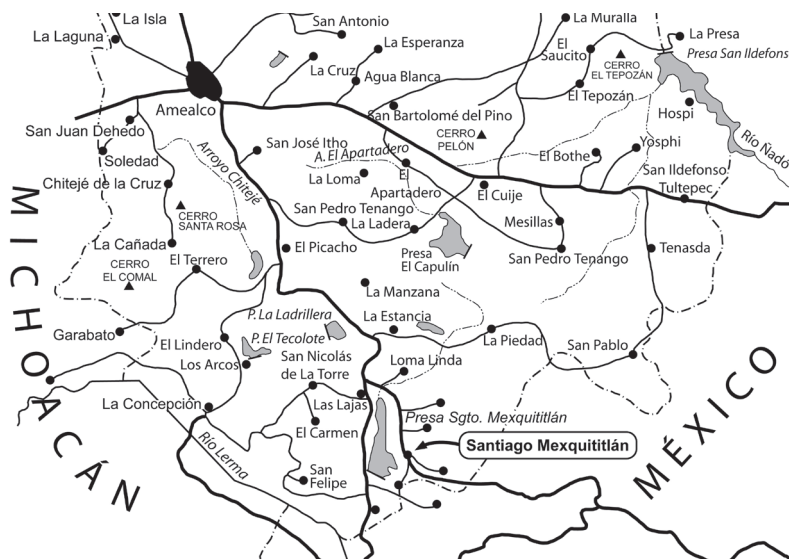 La Isla
San Antonio
La Muralla
La Laguna
La Esperanza
El
Saucito
La Presa
Presa San Ildefons
La Cruz
Agua Blanca
CERRO
EL TEPOZÁN
Amealco
San Bartolomé del Pino
El Tepozán
Hospi
San Juan Dehedo
CERRO
PELÓN
Río Ñadó
Soledad
Arroyo Chitejé
San José Itho
A. El Apartadero
El Bothe
Yosphi
Chitejé de la Cruz
La Loma
El
Apartadero
El Cuije
San Ildefonso
Tultepec
CERRO
SANTA ROSA
San Pedro Tenango
La Ladera
Mesillas
La Cañada
El Picacho
Presa
El Capulín
San Pedro Tenango
Tenasda
El Terrero
CERRO
EL COMAL
La Manzana
P. La Ladrillera
La Estancia
Garabato
El Lindero
P. El Tecolote
La Piedad
San Pablo
Los Arcos
San Nicolás
de La Torre
Loma Linda
La Concepción
Las Lajas
Presa Sgto. Mexquititlán
El Carmen
Río Lerma
Santiago Mexquititlán
San
Felipe
MICHOACÁN
MÉXICO